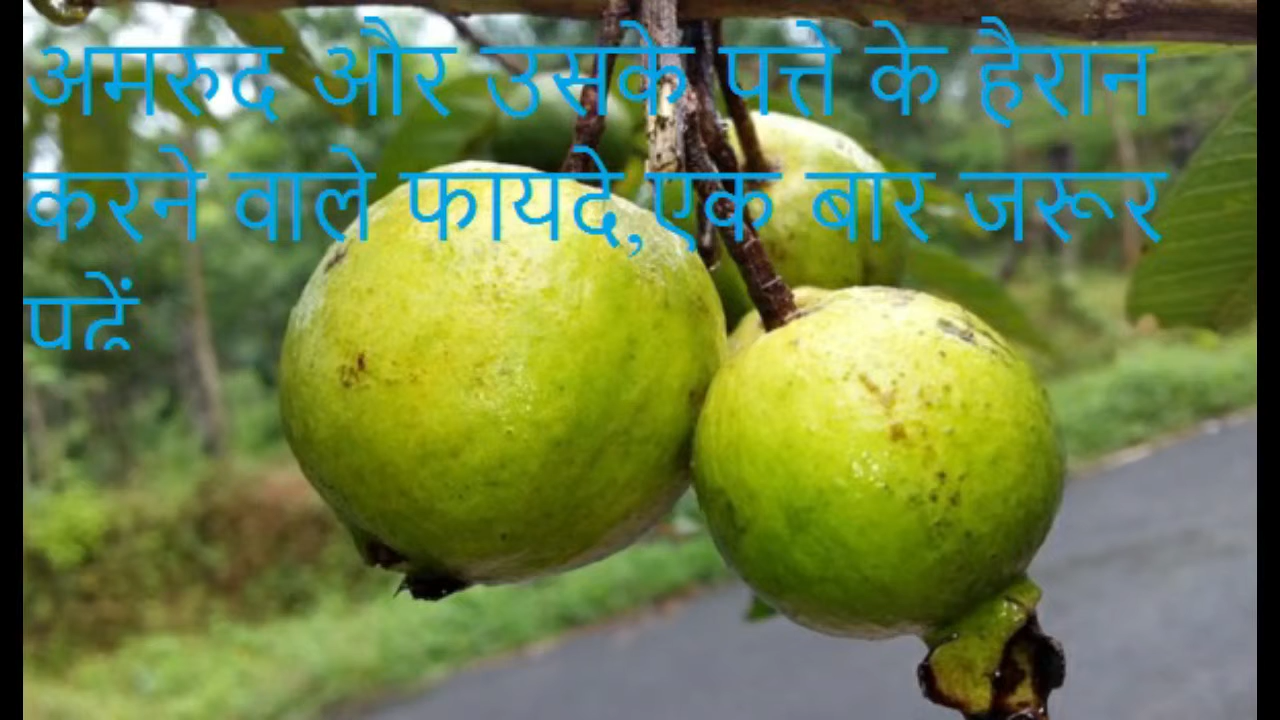 अमरुद और उसके पत्ते के हैरान
करने वाले फायदे,एक बार जरूर
पढ़ें